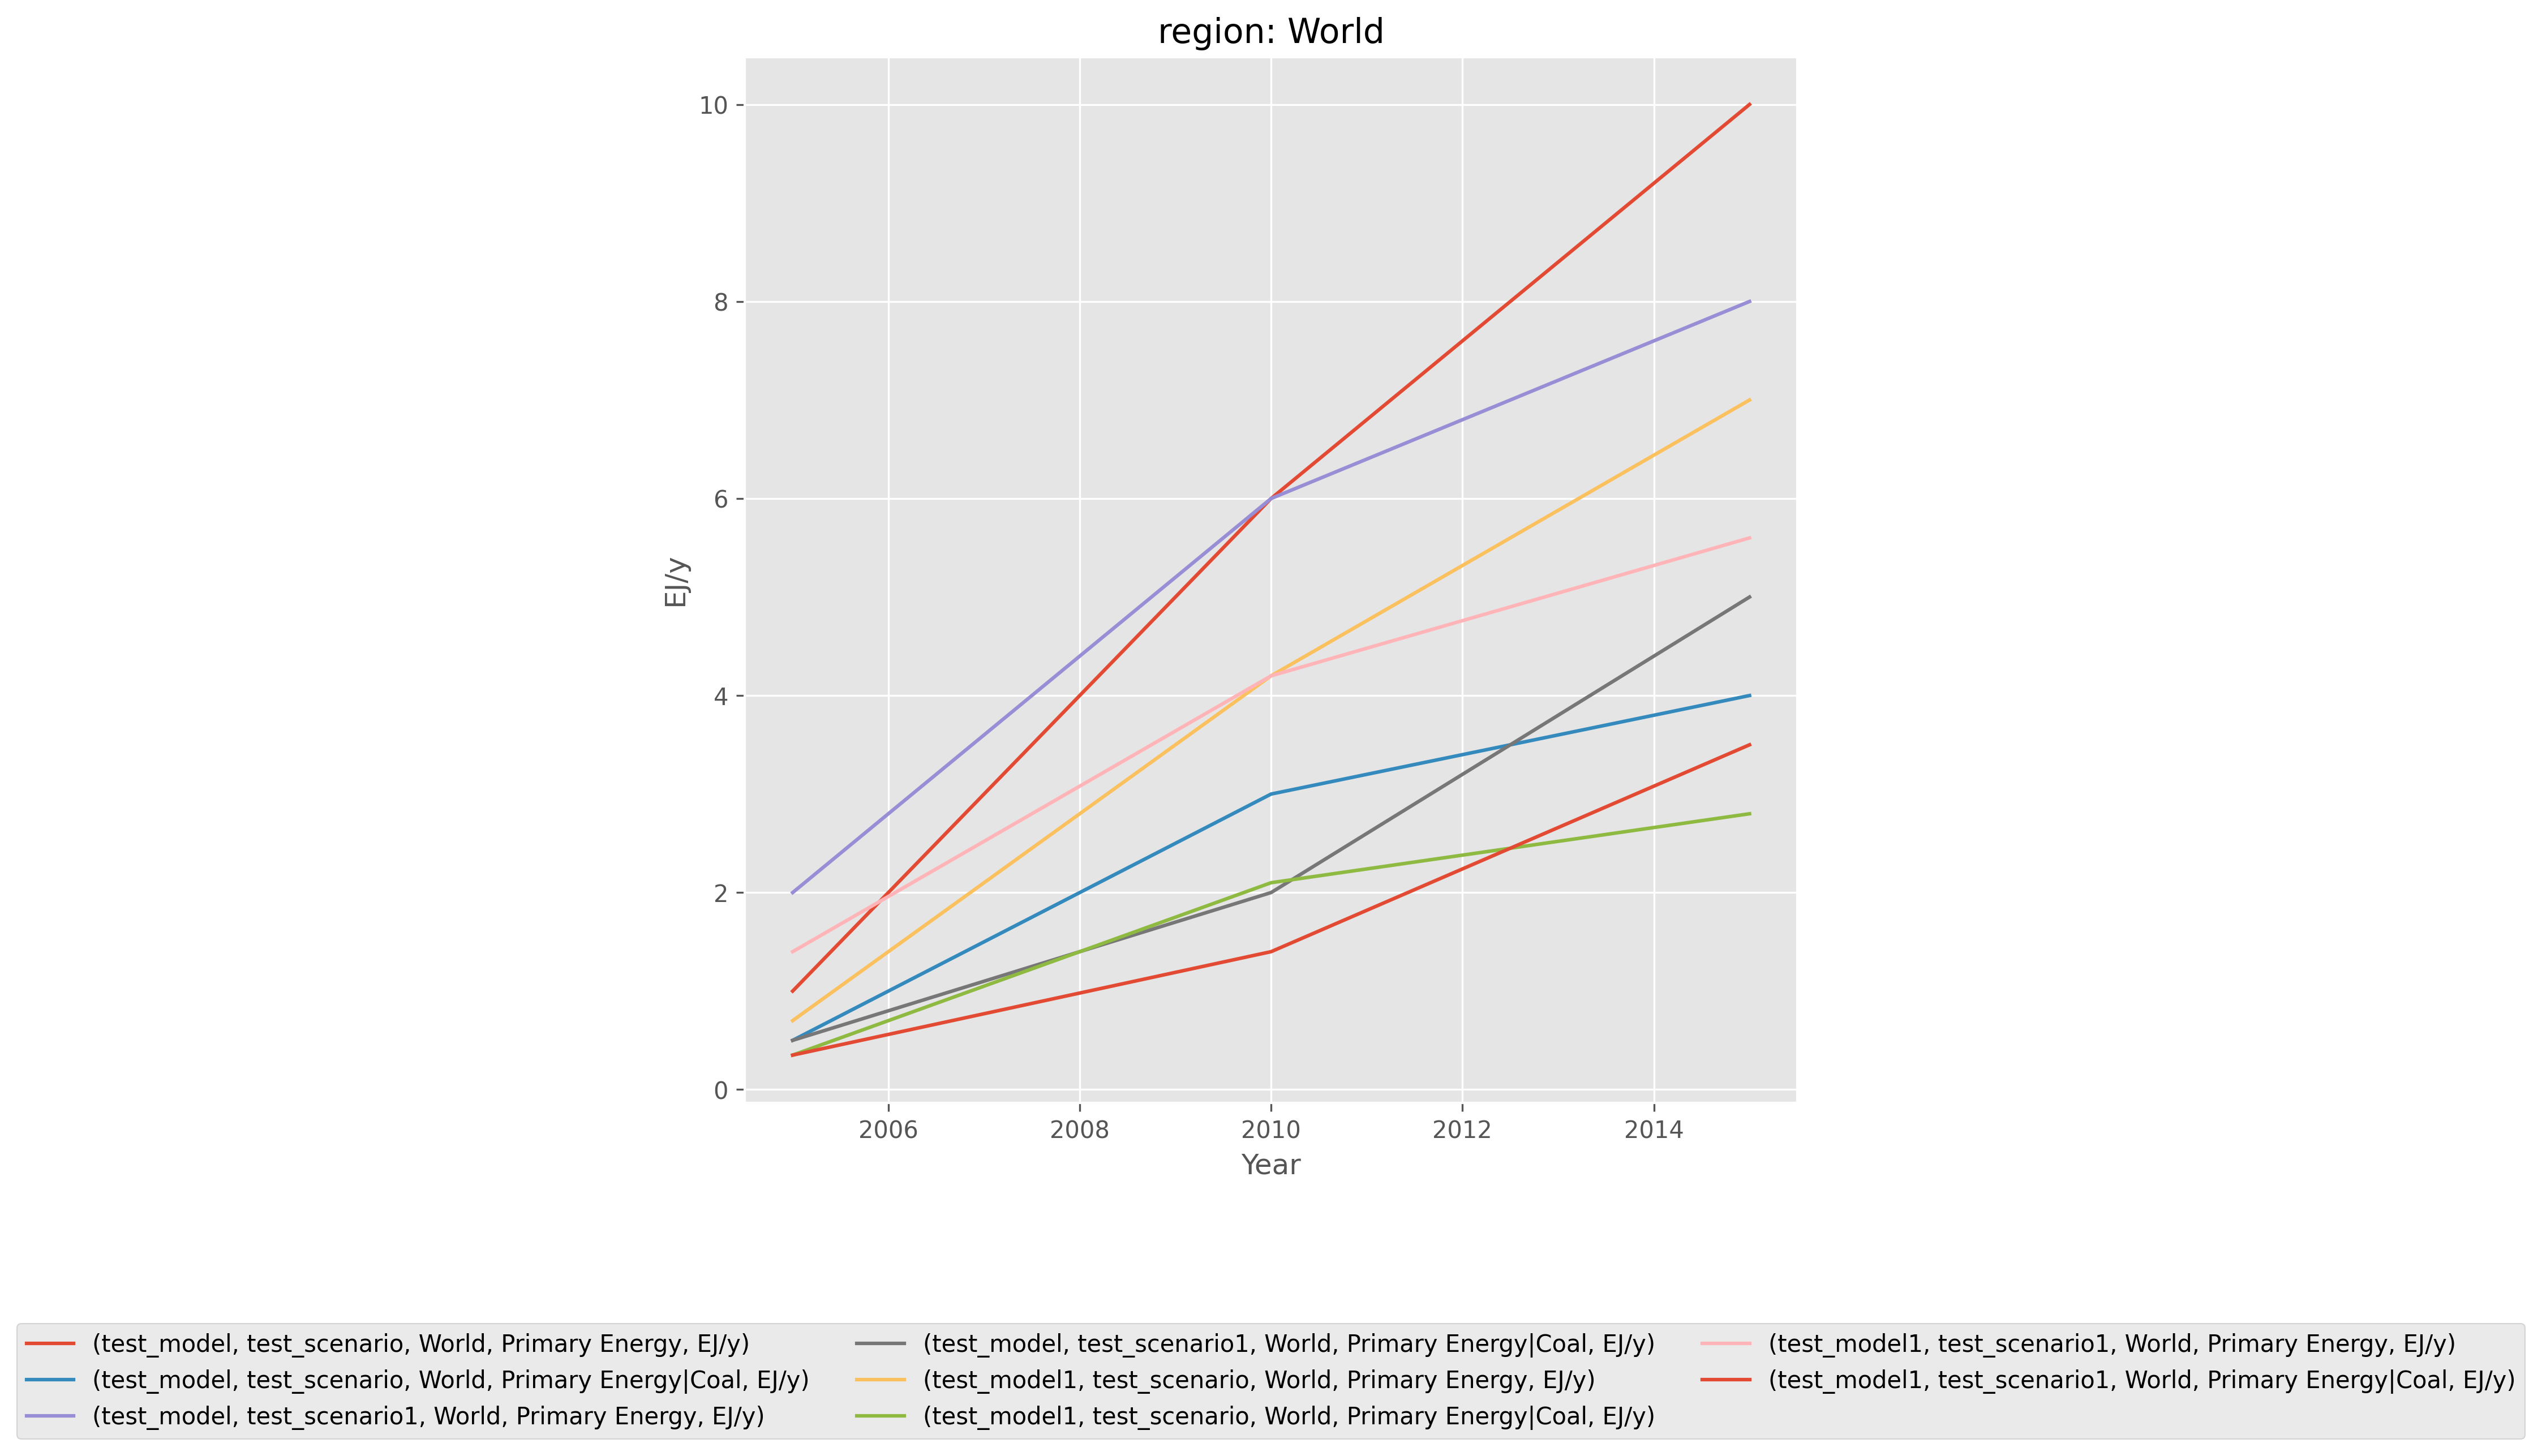 region: World
10
8
6
4
2
0
EJ/y
2006 2008 2010 2012 2014
Year
(test_model, test_scenario, World, Primary Energy, EJ/y)
(test_model, test_scenario, World, Primary Energy|Coal, EJ/y)
(test_model, test_scenario1, World, Primary Energy, EJ/y)
(test_model, test_scenario1, World, Primary Energy|Coal, EJ/y)
(test_model1, test_scenario, World, Primary Energy, EJ/y)
(test_model1, test_scenario, World, Primary Energy|Coal, EJ/y)
(test_model1, test_scenario1, World, Primary Energy, EJ/y)
(test_model1, test_scenario1, World, Primary Energy|Coal, EJ/y)